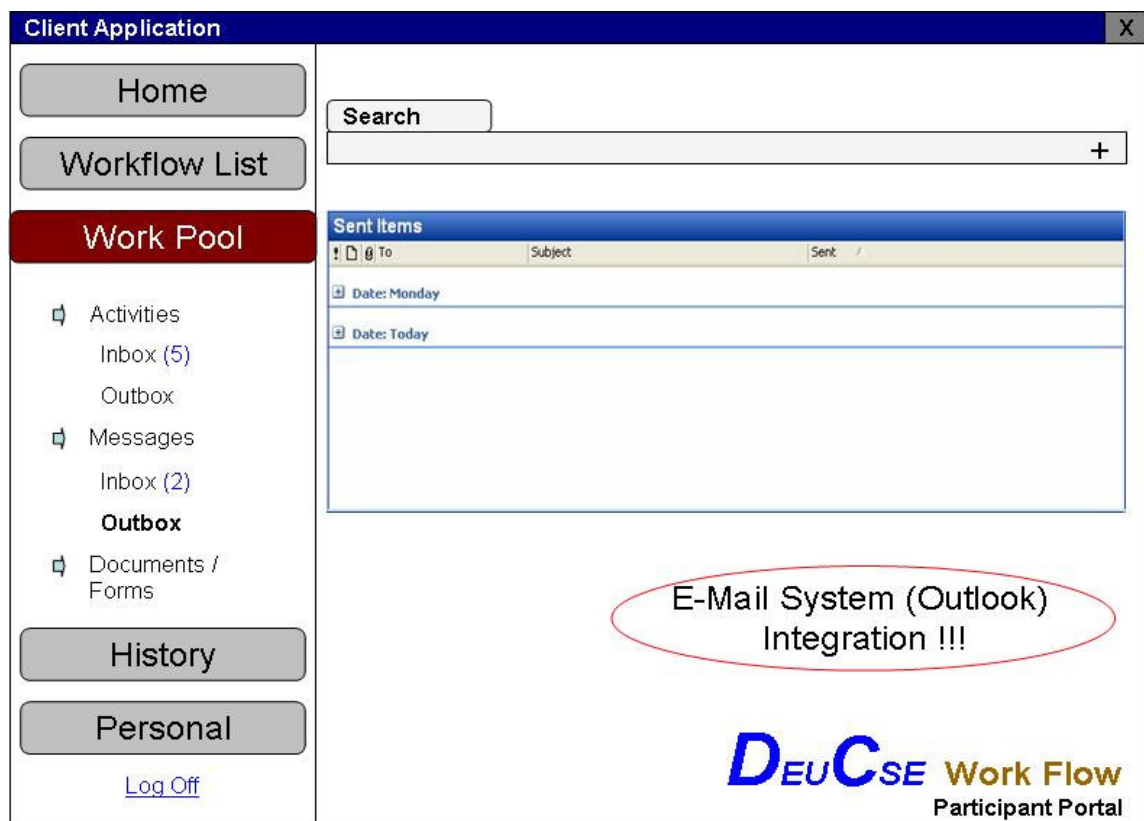 Client Application X
Home
Workflow List
Work Pool
Activities
Inbox (5)
Outbox
Messages
Inbox (2)
Outbox
Documents /
Forms
History
Personal
Log Off
Search
+
Sent Items
! To Subject Sent
Date: Monday
Date: Today
E-Mail System (Outlook)
Integration !!!
DEUCSE Work Flow
Participant Portal